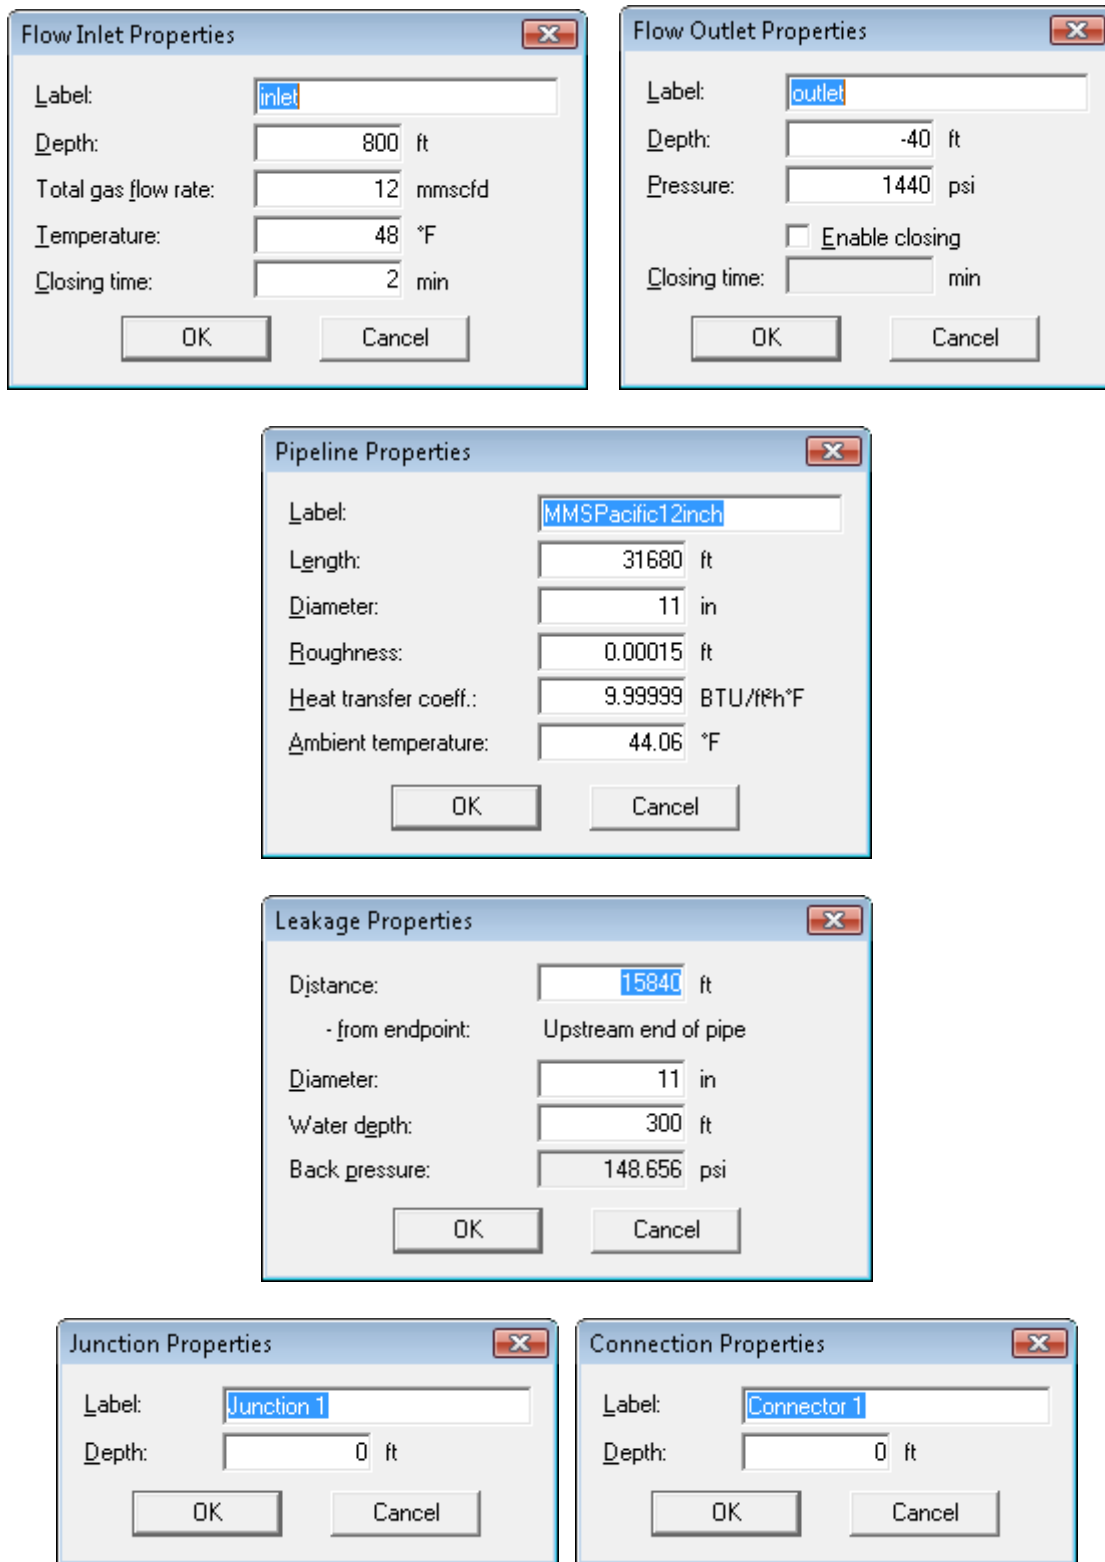 Flow Inlet Properties
Label: inlet
Depth: 800 ft
Total gas flow rate: 12 mmscfd
Temperature: 48 °F
Closing time: 2 min
OK Cancel
Flow Outlet Properties
Label: outlet
Depth: -40 ft
Pressure: 1440 psi
Enable closing
Closing time: min
OK Cancel
Pipeline Properties
Label: MMSPacific12inch
Length: 31680 ft
Diameter: 11 in
Roughness: 0.00015 ft
Heat transfer coeff.: 9.99999 BTU/ft²h°F
Ambient temperature: 44.06 °F
OK Cancel
Leakage Properties
Distance: 15840 ft
- from endpoint: Upstream end of pipe
Diameter: 11 in
Water depth: 300 ft
Back pressure: 148.656 psi
OK Cancel
Junction Properties
Label: Junction 1
Depth: 0 ft
OK Cancel
Connection Properties
Label: Connector 1
Depth: 0 ft
OK Cancel